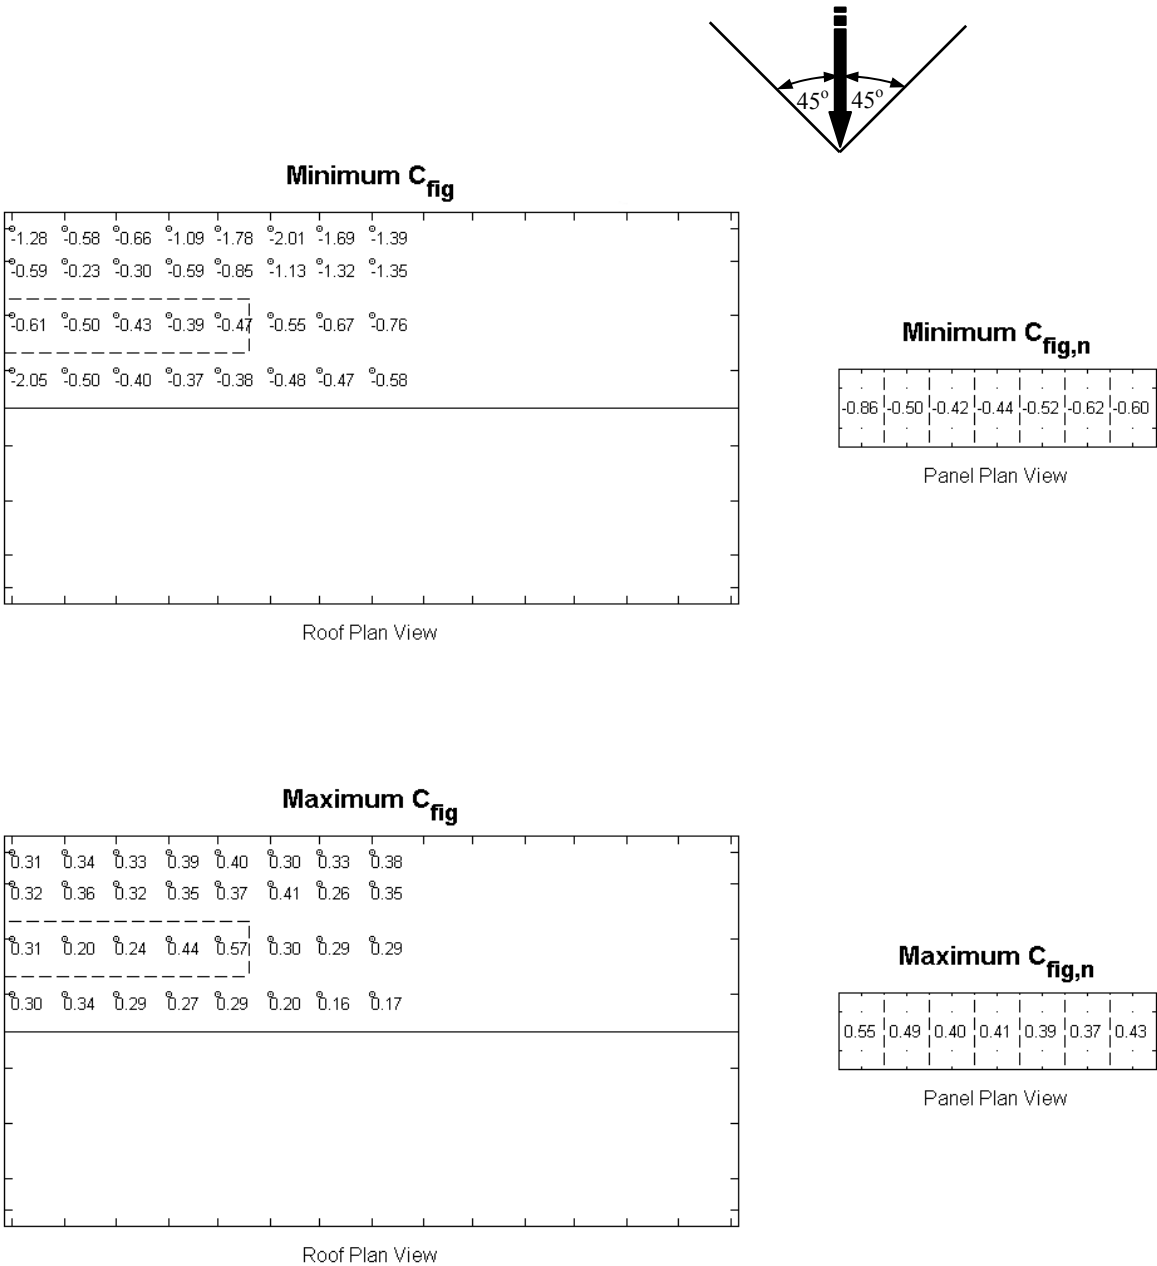 45° 45°
Minimum Cfig
-1.28 -0.58 -0.66 -1.09 -1.78 -2.01 -1.69 -1.39
-0.59 -0.23 -0.30 -0.59 -0.85 -1.13 -1.32 -1.35
-0.61 -0.50 -0.43 -0.39 -0.47 -0.55 -0.67 -0.76
-2.05 -0.50 -0.40 -0.37 -0.38 -0.48 -0.47 -0.58
Roof Plan View
Minimum Cfig,n
-0.86 -0.50 -0.42 -0.44 -0.52 -0.62 -0.60
Panel Plan View
Maximum Cfig
0.31 0.34 0.33 0.39 0.40 0.30 0.33 0.38
0.32 0.36 0.32 0.35 0.37 0.41 0.26 0.35
0.31 0.20 0.24 0.44 0.57 0.30 0.29 0.29
0.30 0.34 0.29 0.27 0.29 0.20 0.16 0.17
Roof Plan View
Maximum Cfig,n
0.55 0.49 0.40 0.41 0.39 0.37 0.43
Panel Plan View